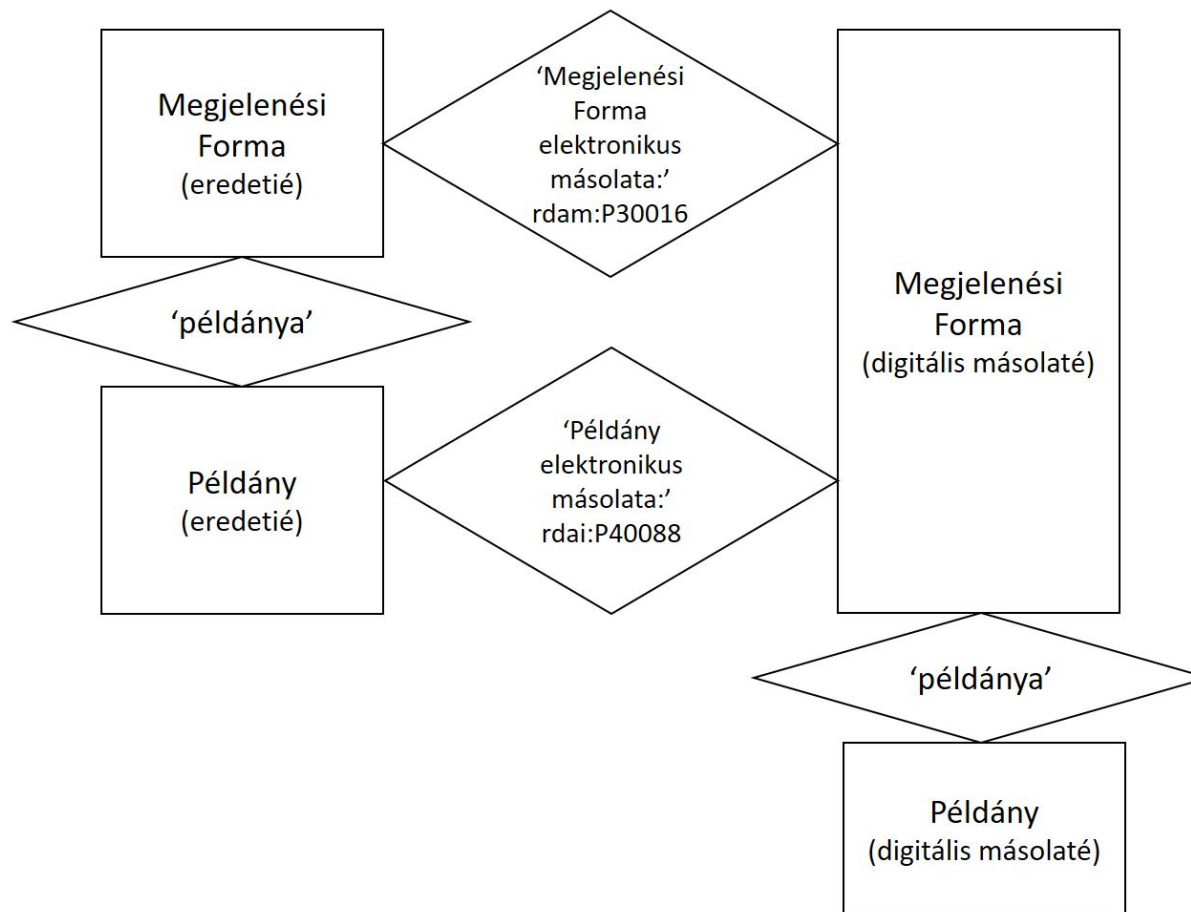 Megjelenési
Forma
(eredetié)
‘Megjelenési
Forma
elektronikus
másolata:’
rdam:P30016
‘példánya’
Megjelenési
Forma
(digitális másolaté)
Példány
(eredetié)
‘Példány
elektronikus
másolata:’
rdai:P40088
‘példánya’
Példány
(digitális másolaté)